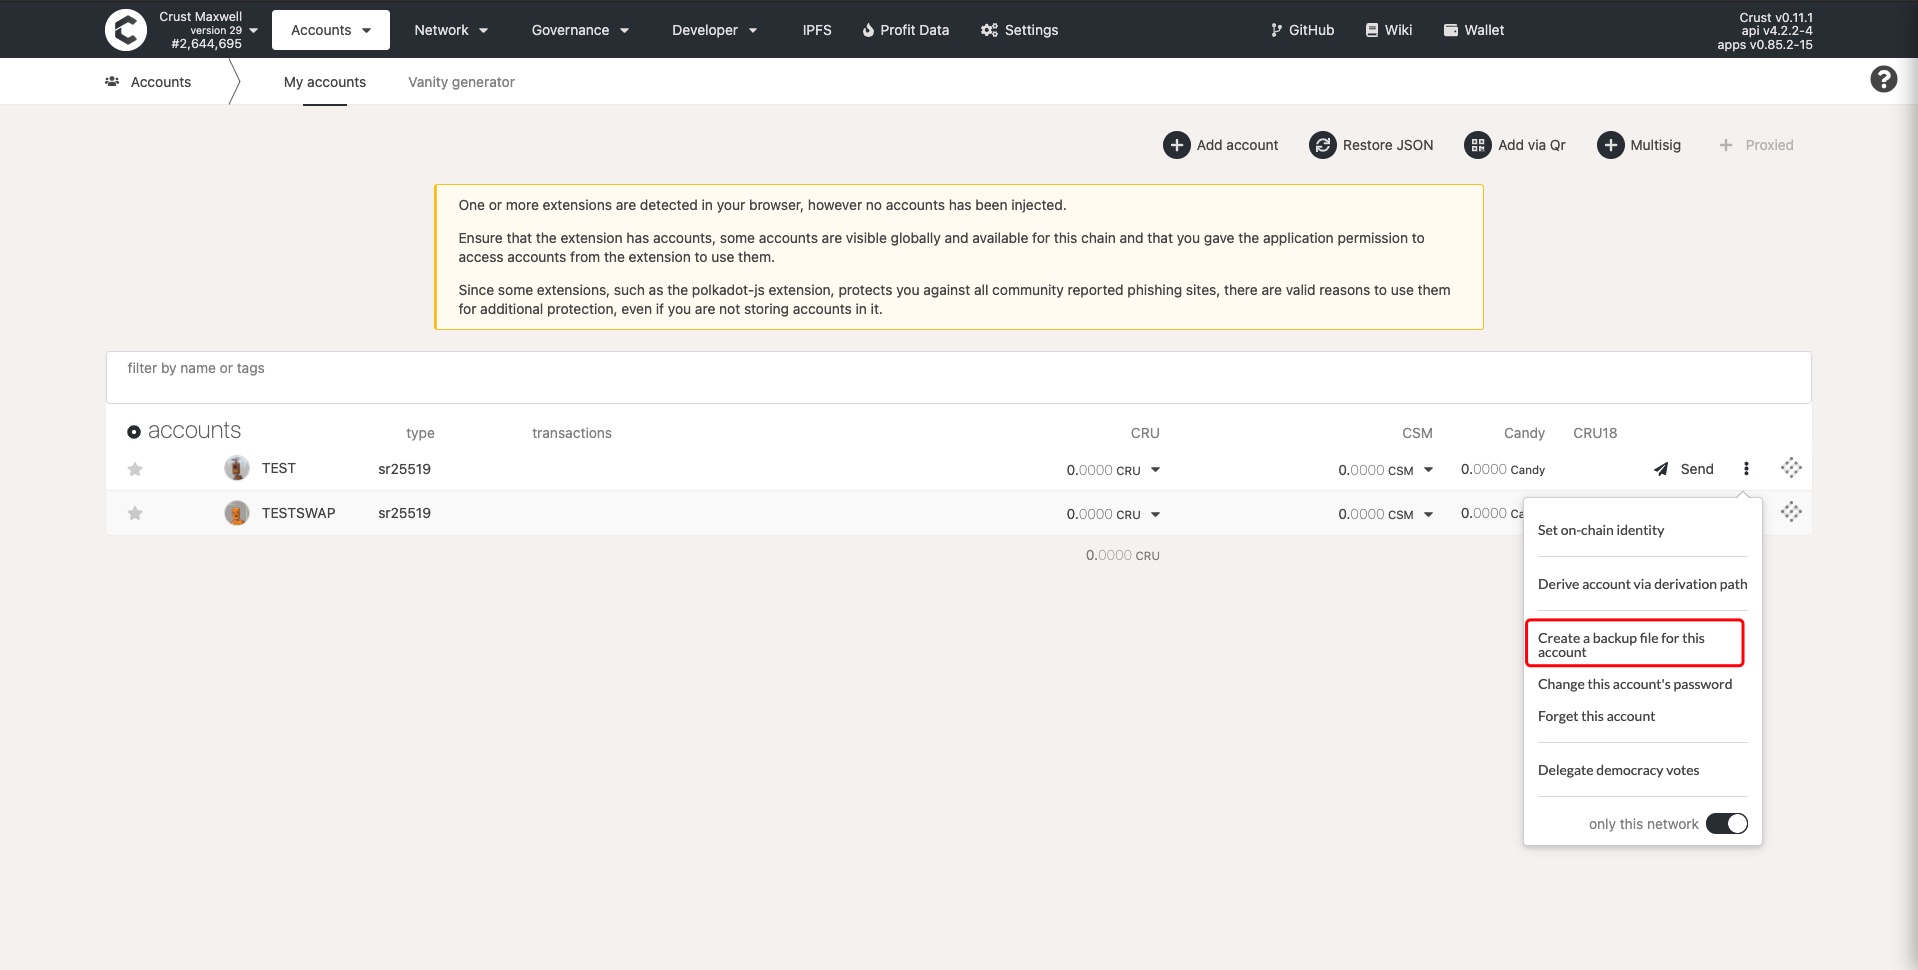 Crust Maxwell
version 29
#2,644,695
Accounts
Network
Governance
Developer
IPFS
Profit Data
Settings
GitHub
Wiki
Wallet
Crust v0.11.1
api v4.2.2-4
apps v0.85.2-15
Accounts
My accounts
Vanity generator
Add account
Restore JSON
Add via Qr
Multisig
Proxied
One or more extensions are detected in your browser, however no accounts has been injected.
Ensure that the extension has accounts, some accounts are visible globally and available for this chain and that you gave the application permission to
access accounts from the extension to use them.
Since some extensions, such as the polkadot-js extension, protects you against all community reported phishing sites, there are valid reasons to use them
for additional protection, even if you are not storing accounts in it.
filter by name or tags
accounts type transactions CRU CSM Candy CRU18
TEST sr25519 0.0000 CRU 0.0000 CSM 0.0000 Candy Send
TESTSWAP sr25519 0.0000 CRU 0.0000 CSM 0.0000 Ca
0.0000 CRU
Set on-chain identity
Derive account via derivation path
Create a backup file for this
account
Change this account's password
Forget this account
Delegate democracy votes
only this network